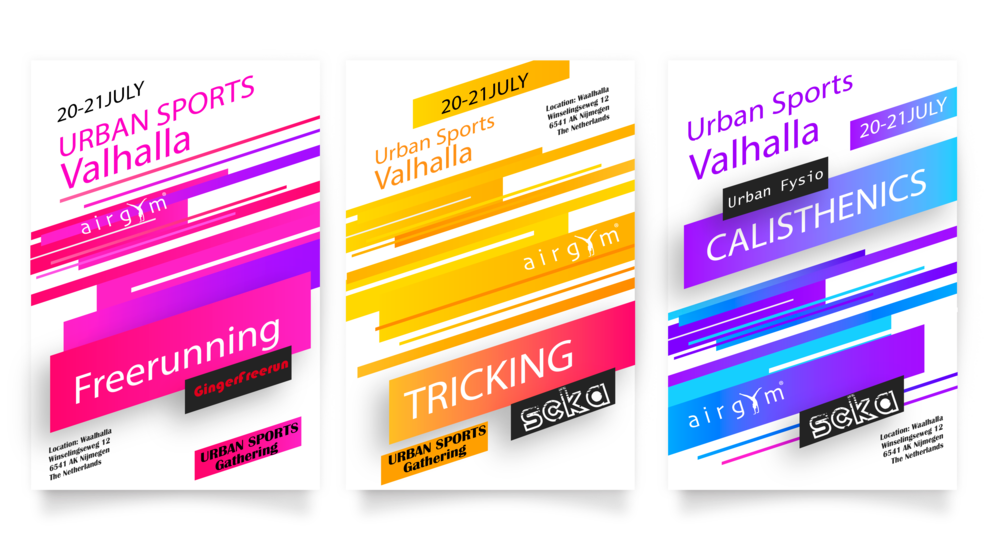 20-21JULY
URBAN SPORTS
Valhalla
airgym®
Freerunning
GingerFreerun
Location: Waalhalla
Winselingseweg 12
6541 AK Nijmegen
The Netherlands
URBAN SPORTS
Gathering
20-21JULY
Location: Waalhalla
Winselingseweg 12
6541 AK Nijmegen
The Netherlands
Urban Sports
Valhalla
airgym®
TRICKING
scka
URBAN SPORTS
Gathering
Urban Sports
Valhalla
20-21JULY
Urban Fysio
CALISTHENICS
airgym®
scka
Location: Waalhalla
Winselingseweg 12
6541 AK Nijmegen
The Netherlands